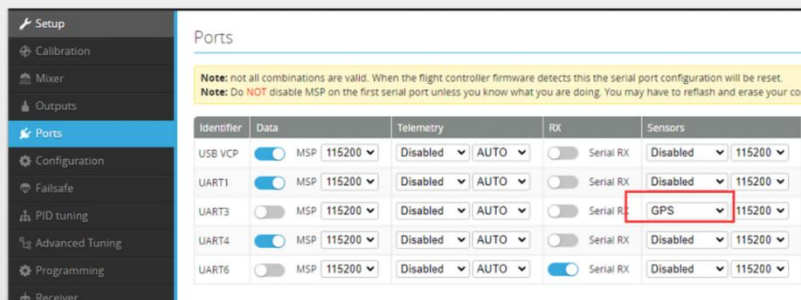 Setup
Calibration
Mixer
Outputs
Ports
Configuration
Failsafe
PID tuning
Advanced Tuning
Programming
Receiver
Ports
Note: not all combinations are valid. When the flight controller firmware detects this the serial port configuration will be reset.
Note: Do NOT disable MSP on the first serial port unless you know what you are doing. You may have to reflash and erase your co
Identifier Data Telemetry RX Sensors
USB VCP MSP 115200 Disabled AUTO Serial RX Disabled 115200
UART1 MSP 115200 Disabled AUTO Serial RX Disabled 115200
UART3 MSP 115200 Disabled AUTO Serial RX GPS 115200
UART4 MSP 115200 Disabled AUTO Serial RX Disabled 115200
UART6 MSP 115200 Disabled AUTO Serial RX Disabled 115200